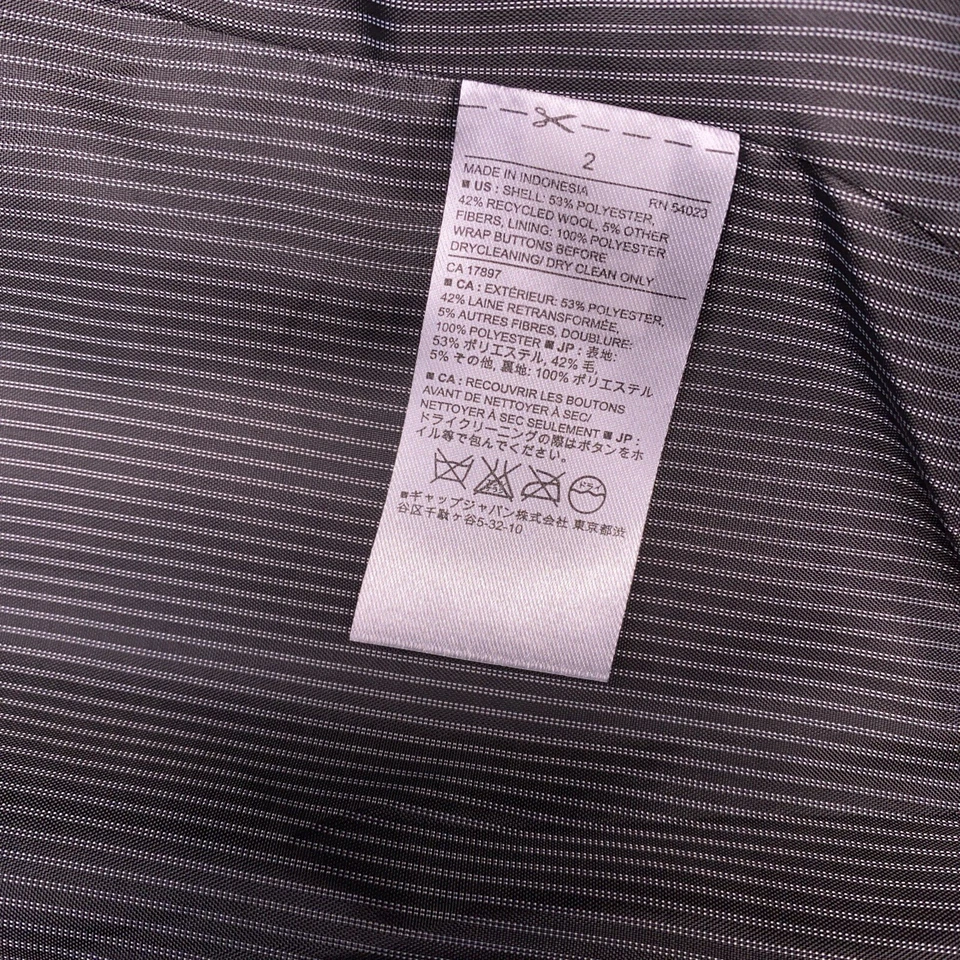 2
MADE IN INDONESIA RN 54023
■ US : SHELL: 53% POLYESTER,
42% RECYCLED WOOL, 5% OTHER
FIBERS, LINING: 100% POLYESTER
WRAP BUTTONS BEFORE
DRYCLEANING/ DRY CLEAN ONLY
CA 17897
■ CA : EXTÉRIEUR: 53% POLYESTER,
42% LAINE RETRANSFORMÉE,
5% AUTRES FIBRES, DOUBLURE:
100% POLYESTER ■ JP : 表地:
53% ポリエステル, 42% 毛,
5% その他, 裏地: 100% ポリエステル
■ CA : RECOUVRIR LES BOUTONS
AVANT DE NETTOYER À SEC/
NETTOYER À SEC SEULEMENT ■ JP :
ドライクリーニングの際はボタンをホ
イル等で包んでください。
ドライ
■ギャップジャパン株式会社 東京都渋
谷区千駄ヶ谷5-32-10